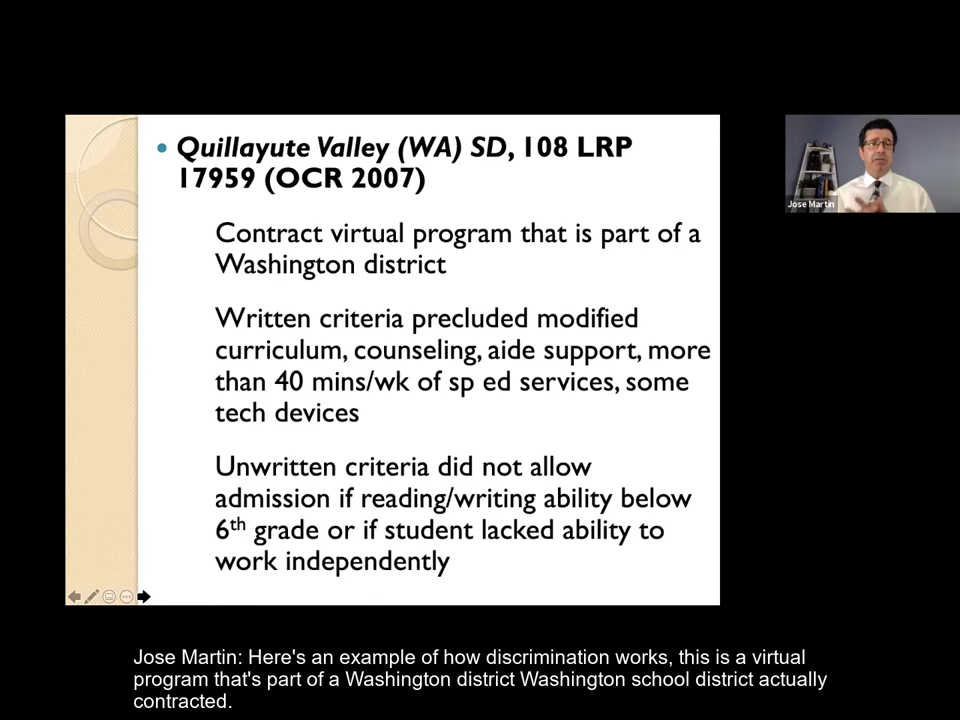 Quillayute Valley (WA) SD, 108 LRP
17959 (OCR 2007)
Contract virtual program that is part of a
Washington district
Written criteria precluded modified
curriculum, counseling, aide support, more
than 40 mins/wk of sp ed services, some
tech devices
Unwritten criteria did not allow
admission if reading/writing ability below
6th grade or if student lacked ability to
work independently
Jose Martin
Jose Martin: Here's an example of how discrimination works, this is a virtual
program that's part of a Washington district Washington school district actually
contracted.